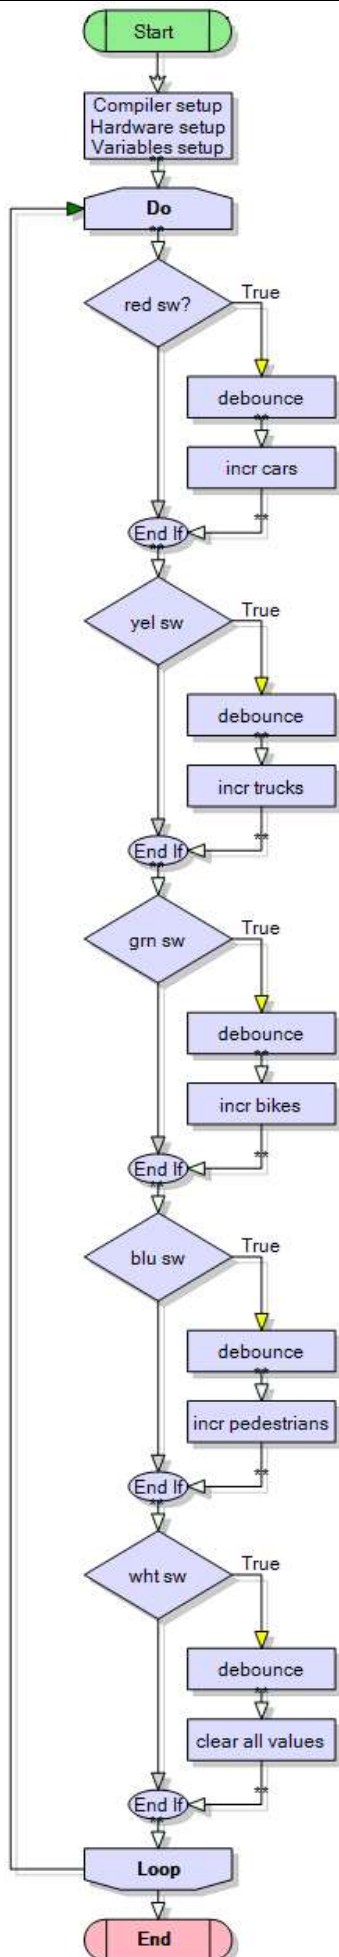 Start
Compiler setup
Hardware setup
Variables setup
Do
red sw?
True
debounce
incr cars
End If
yel sw
True
debounce
incr trucks
End If
grn sw
True
debounce
incr bikes
End If
blu sw
True
debounce
incr pedestrians
End If
wht sw
True
debounce
clear all values
End If
Loop
End